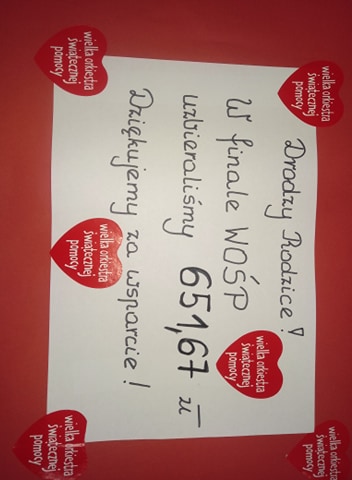 Drodzy Rodzice!
W finale WOŚP
uzbieraliśmy 651,67 zł
Dziękujemy za wsparcie!
wielka orkiestra
świątecznej
pomocy
wielka orkiestra
świątecznej
pomocy
wielka orkiestra
świątecznej
pomocy
wielka orkiestra
świątecznej
pomocy
wielka orkiestra
świątecznej
pomocy
wielka orkiestra
świątecznej
pomocy